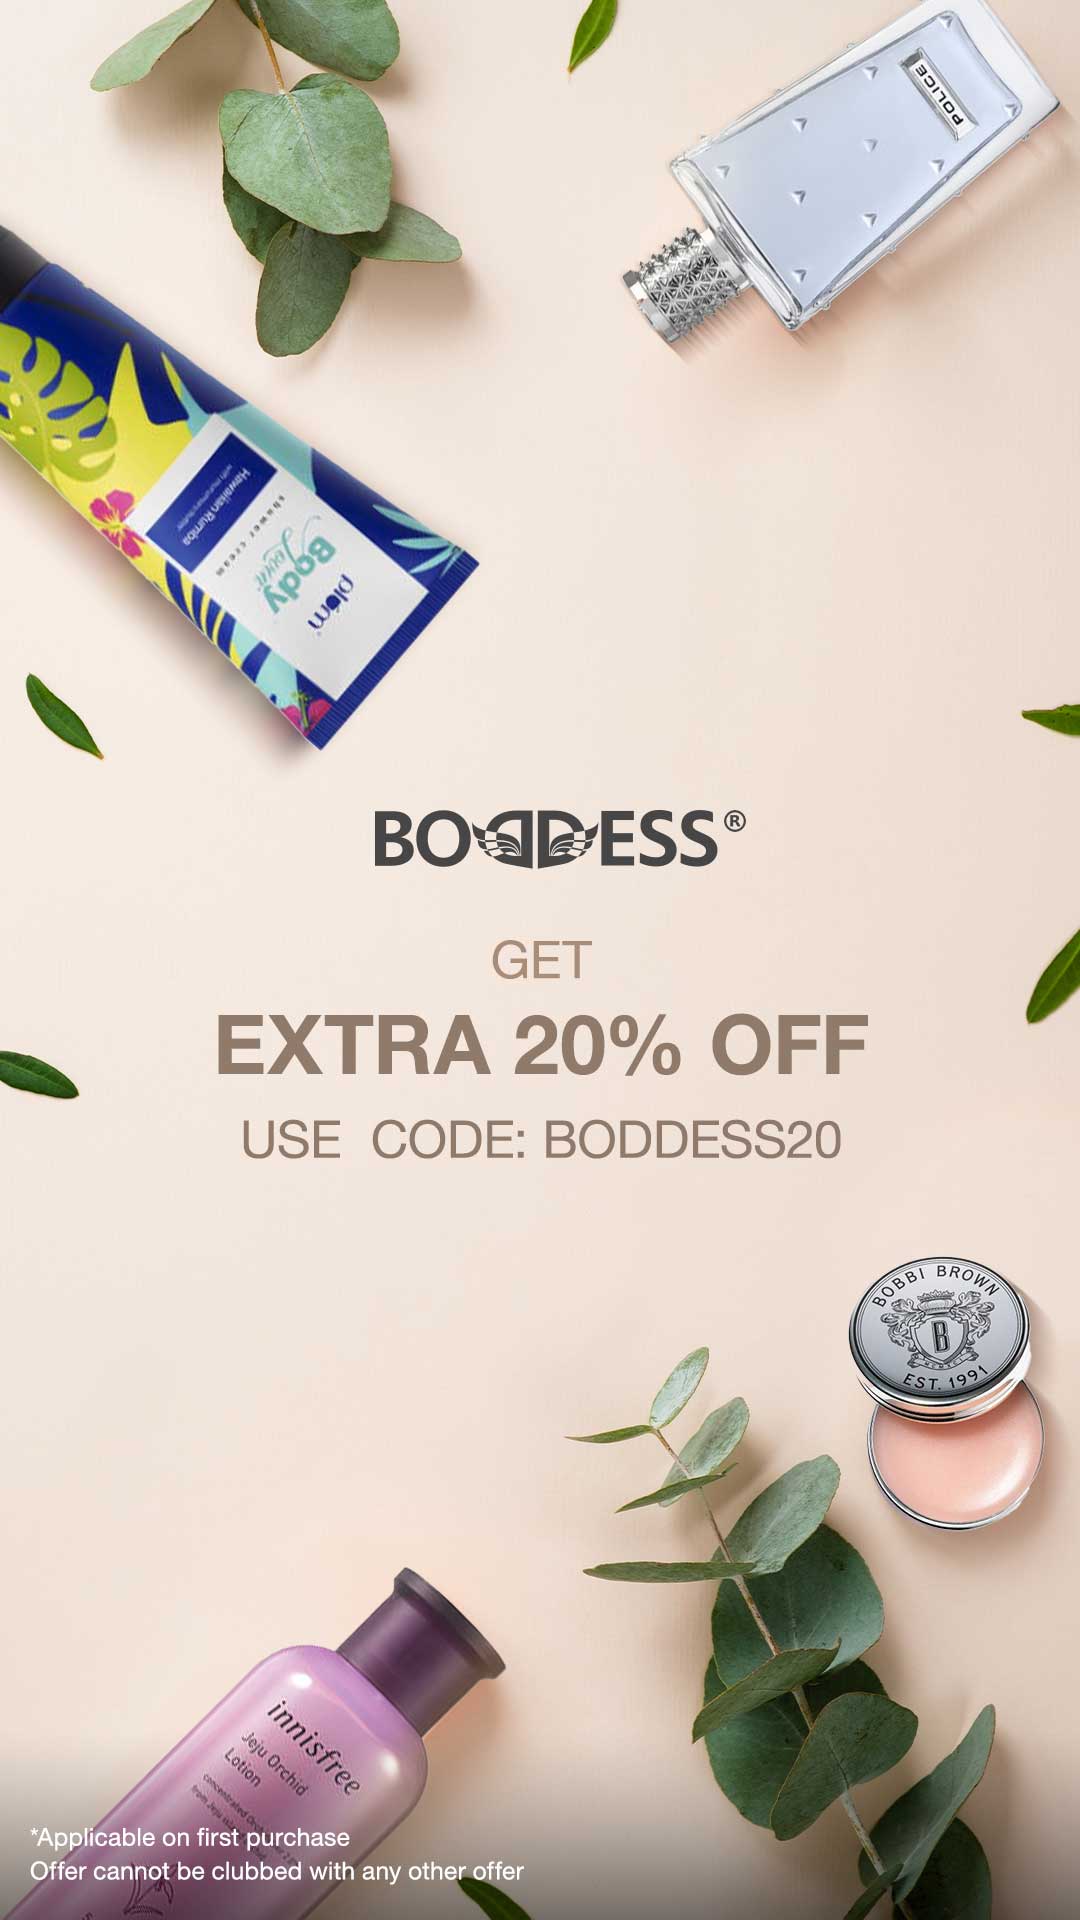 POLICE
plum
Body
Lovin'
shower cream
Hawaiian Rumba
BODDESS®
GET
EXTRA 20% OFF
USE CODE: BODDESS20
BOBBI BROWN
B
EST. 1991
innisfree
Jeju Orchid
Lotion
*Applicable on first purchase
Offer cannot be clubbed with any other offer